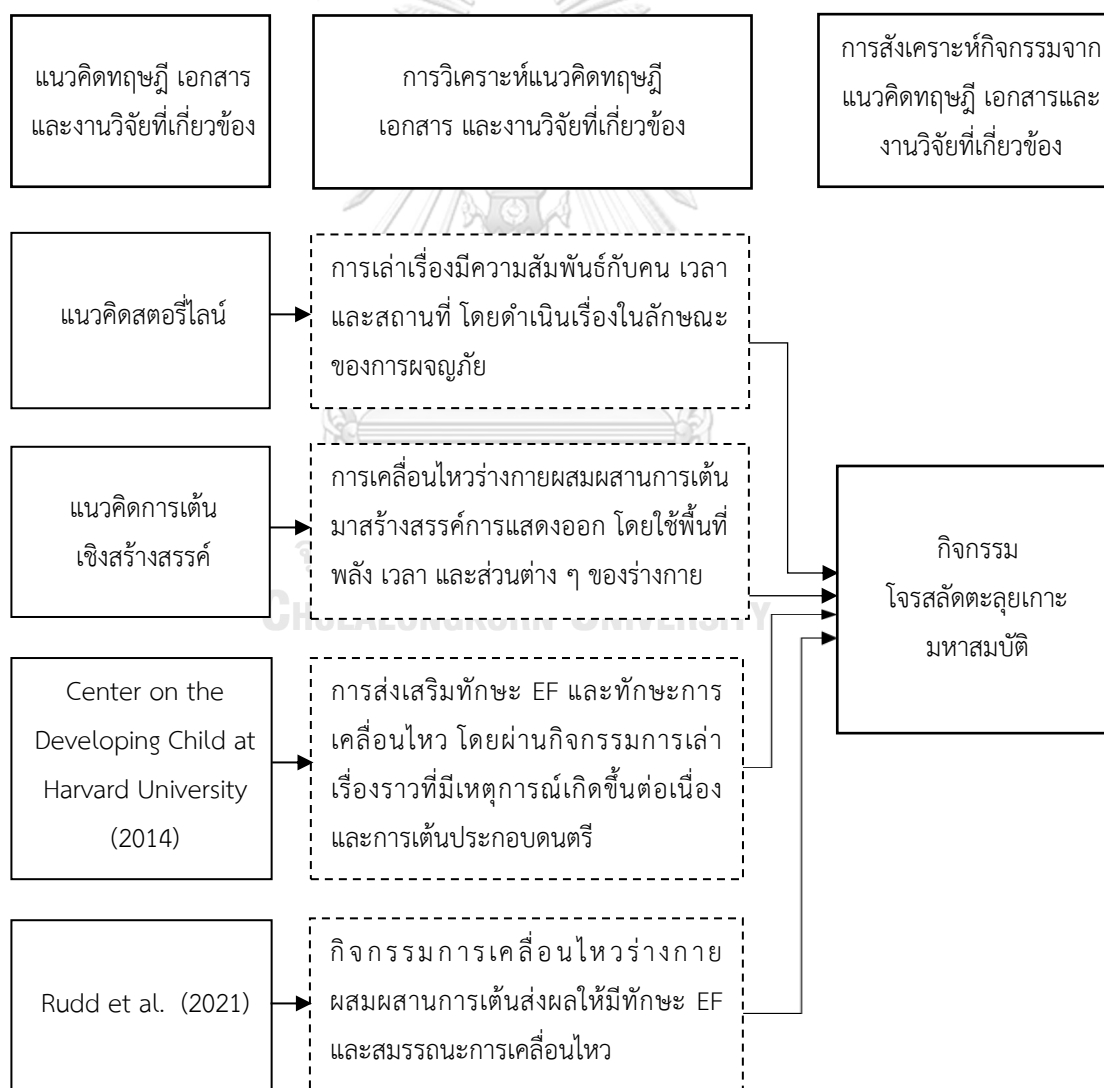 แนวคิดทฤษฎี เอกสาร
และงานวิจัยที่เกี่ยวข้อง
การวิเคราะห์แนวคิดทฤษฎี
เอกสาร และงานวิจัยที่เกี่ยวข้อง
การสังเคราะห์กิจกรรมจาก
แนวคิดทฤษฎี เอกสารและ
งานวิจัยที่เกี่ยวข้อง
แนวคิดสตอรี่ไลน์
การเล่าเรื่องมีความสัมพันธ์กับคน เวลา
และสถานที่ โดยดำเนินเรื่องในลักษณะ
ของการผจญภัย
แนวคิดการเต้น
เชิงสร้างสรรค์
การเคลื่อนไหวร่างกายผสมผสานการเต้น
มาสร้างสรรค์การแสดงออก โดยใช้พื้นที่
พลัง เวลา และส่วนต่าง ๆ ของร่างกาย
กิจกรรม
โจรสลัดตะลุยเกาะ
มหาสมบัติ
CHULALONGKORN UNIVERSITY
Center on the
Developing Child at
Harvard University
(2014)
การส่งเสริมทักษะ EF และทักษะการ
เคลื่อนไหว โดยผ่านกิจกรรมการเล่า
เรื่องราวที่มีเหตุการณ์เกิดขึ้นต่อเนื่อง
และการเต้นประกอบดนตรี
Rudd et al. (2021)
กิจกรรมการเคลื่อนไหวร่างกาย
ผสมผสานการเต้นส่งผลให้มีทักษะ EF
และสมรรถนะการเคลื่อนไหว